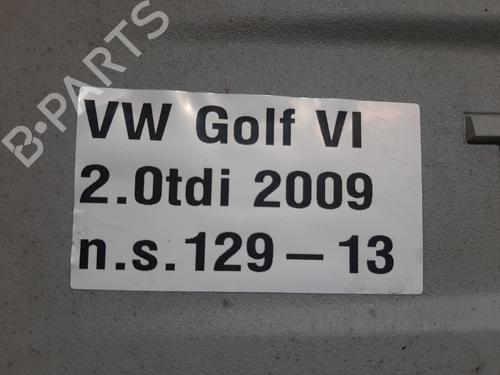 B-PARTS
VW Golf VI
2.0tdi 2009
n.s.129-13